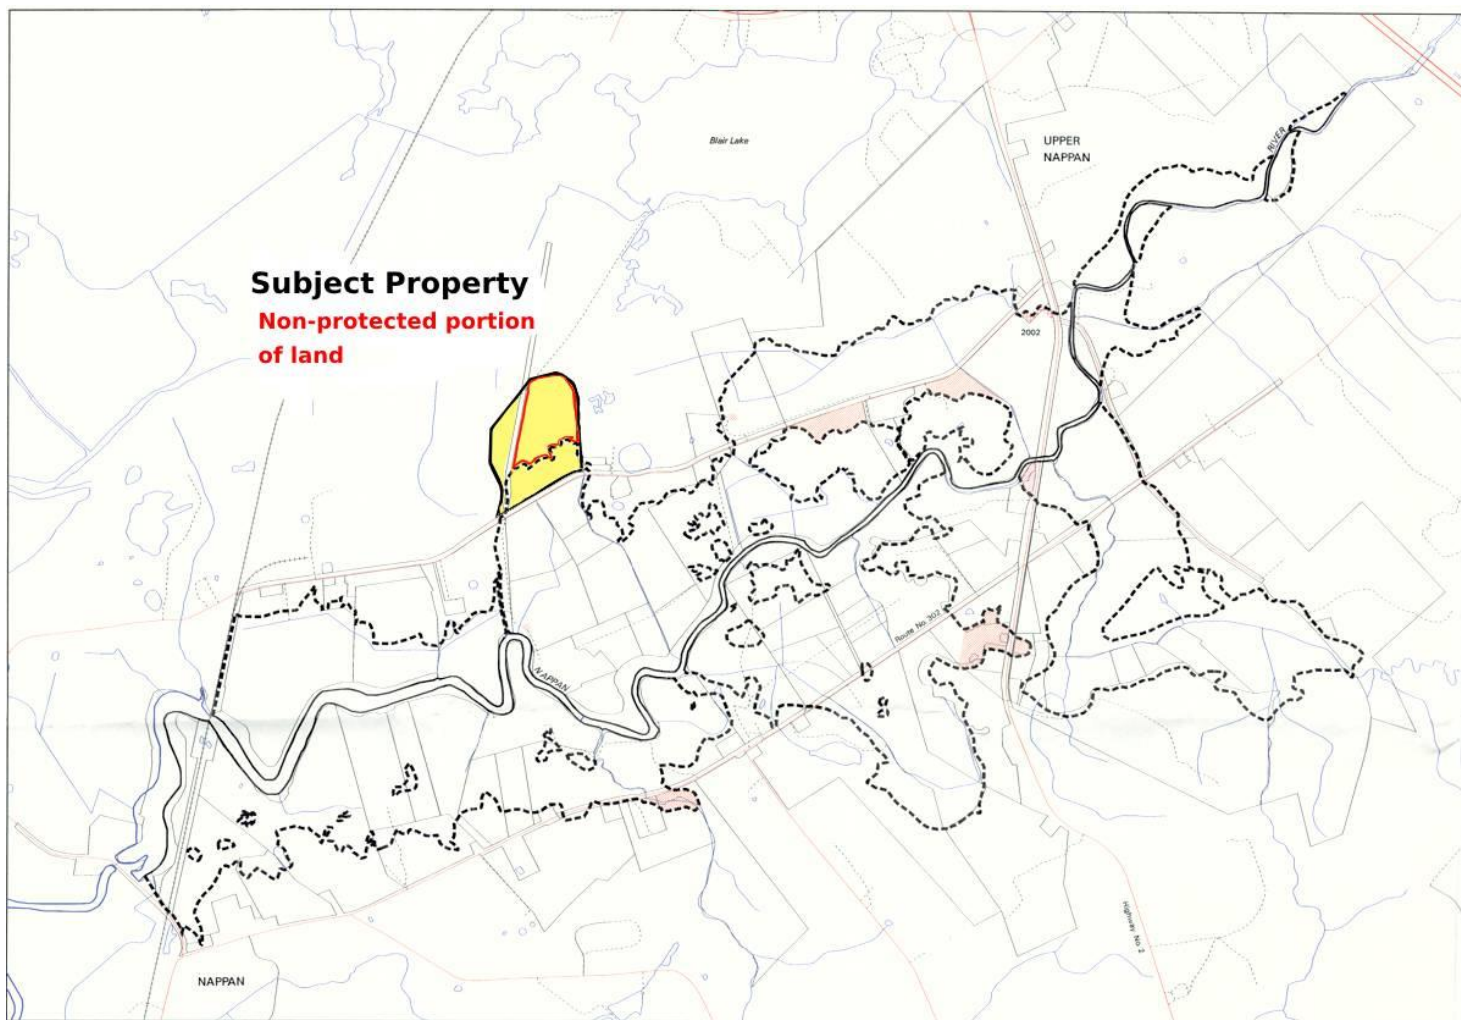 Blair Lake
UPPER
NAPPAN
RIVER
Subject Property
Non-protected portion
of land
2002
Route No. 302
NAPPAN
Highway No. 2
NAPPAN